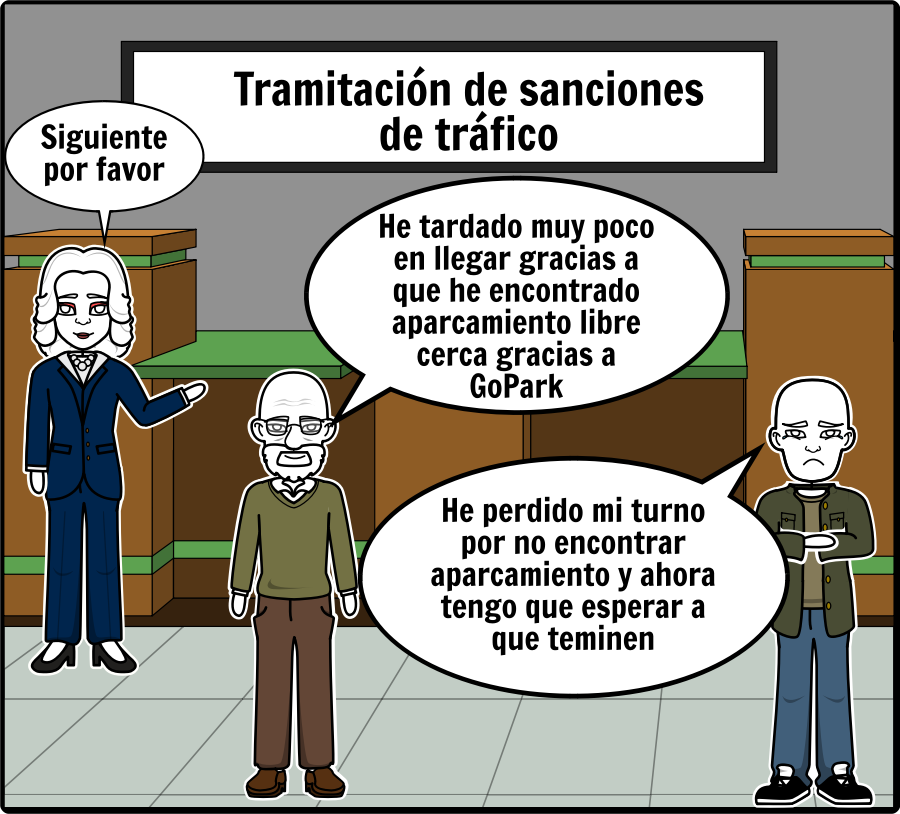 Tramitación de sanciones
de tráfico
Siguiente
por favor
He tardado muy poco
en llegar gracias a
que he encontrado
aparcamiento libre
cerca gracias a
GoPark
He perdido mi turno
por no encontrar
aparcamiento y ahora
tengo que esperar a
que teminen